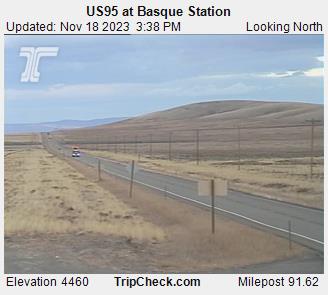 US95 at Basque Station
Updated: Nov 18 2023 3:38 PM Looking North
Elevation 4460 TripCheck.com Milepost 91.62